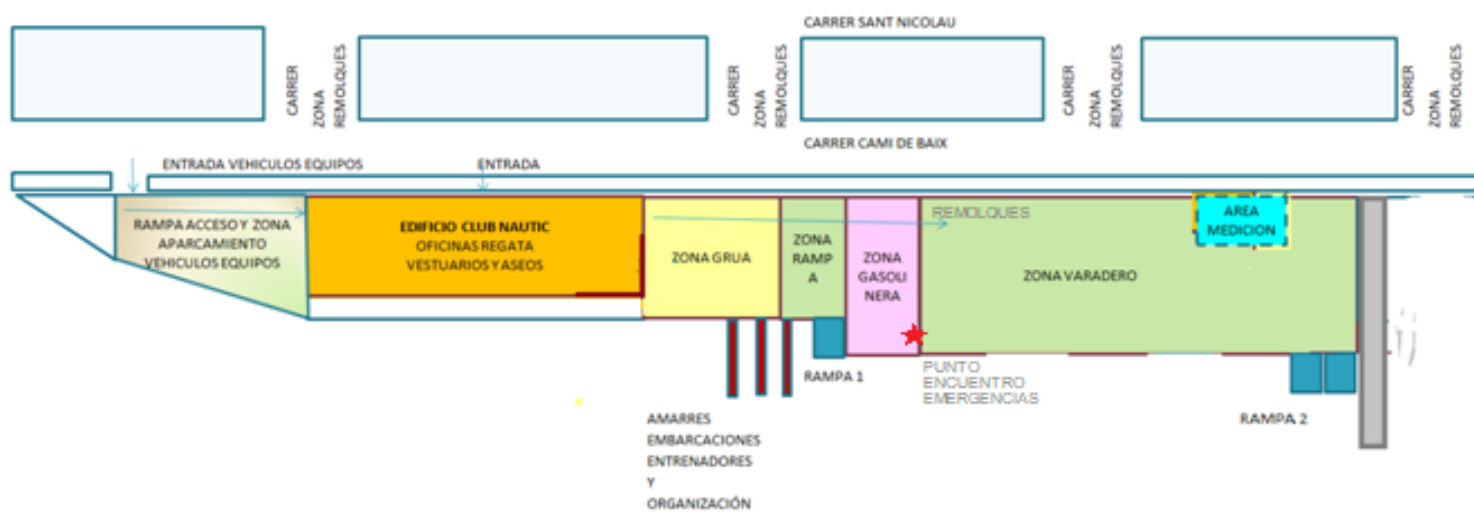 CARRER SANT NICOLAU
CARRER
ZONA
REMOLQUES
CARRER
ZONA
REMOLQUES
CARRER
ZONA
REMOLQUES
CARRER
ZONA
REMOLQUES
CARRER CAMI DE BAIX
ENTRADA VEHICULOS EQUIPOS
ENTRADA
RAMPA ACCESO Y ZONA
APARCAMIENTO
VEHICULOS EQUIPOS
EDIFICIO CLUB NAUTIC
OFICINAS REGATA
VESTUARIOS Y ASEOS
ZONA GRUA
ZONA
RAMP
A
ZONA
GASOLI
NERA
REMOLQUES
ZONA VARADERO
AREA
MEDICION
RAMPA 1
PUNTO
ENCUENTRO
EMERGENCIAS
RAMPA 2
AMARRES
EMBARCACIONES
ENTRENADORES
Y
ORGANIZACIÓN